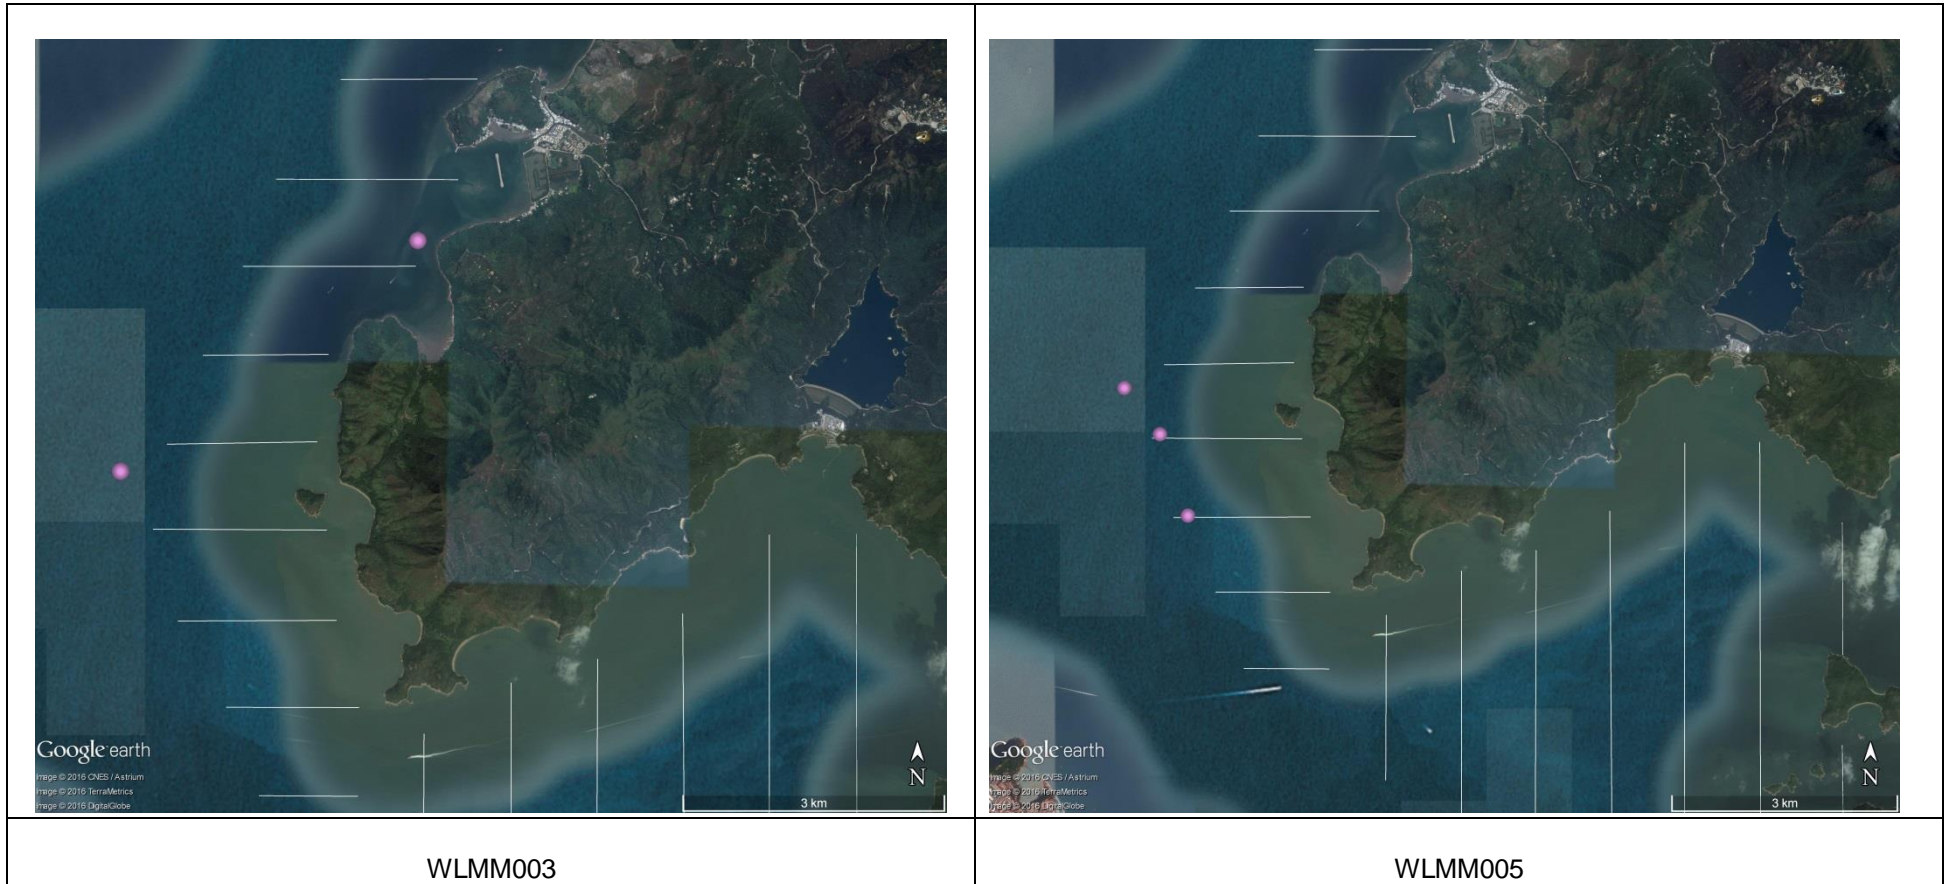 Google earth
Image © 2016 CNES / Astrium
Image © 2016 TerraMetrics
Image © 2016 DigitalGlobe
N
3 km
Google earth
Image © 2016 CNES / Astrium
Image © 2016 TerraMetrics
Image © 2016 DigitalGlobe
N
3 km
WLMM003
WLMM005